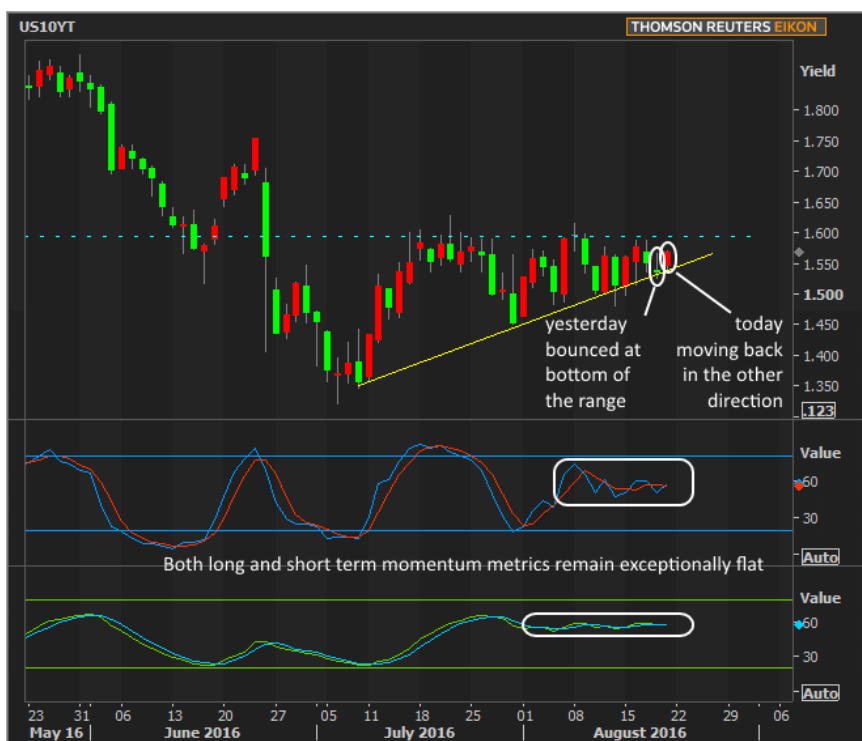 US10YT
THOMSON REUTERS EIKON
Yield
1.800
1.750
1.700
1.650
1.600
1.550
1.500
1.450
1.400
1.350
.123
yesterday
bounced at
bottom of
the range
today
moving back
in the other
direction
Value
60
30
Auto
Both long and short term momentum metrics remain exceptionally flat
Value
60
30
Auto
23 31 06 13 20 27 05 11 18 25 01 08 15 22 29 06
May 16 June 2016 July 2016 August 2016